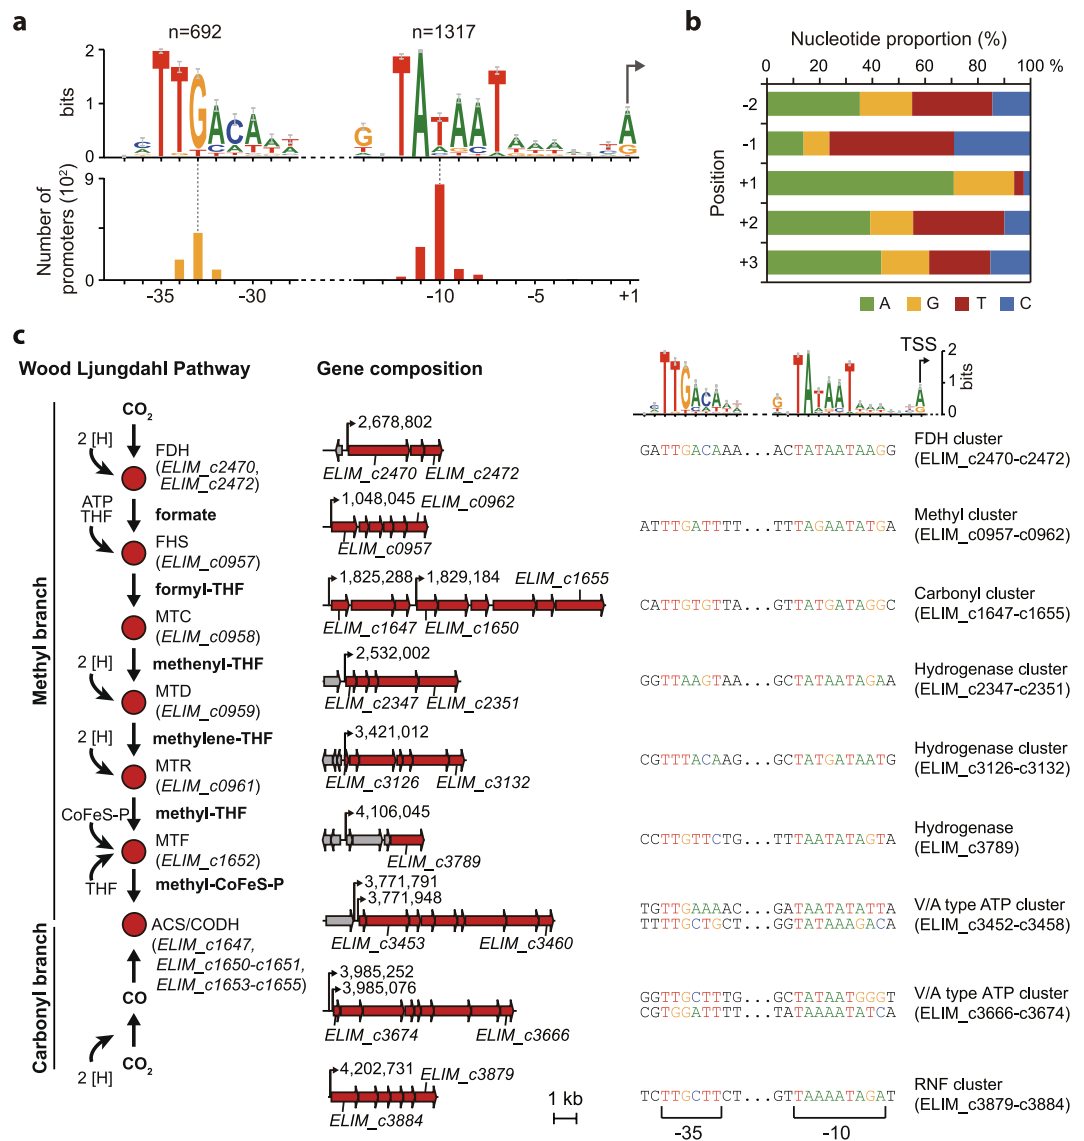 a
n=692
n=1317
bits
2
1
0
Number of
promoters (10²)
9
0
-35
-30
-10
-5
+1
b
Nucleotide proportion (%)
0 20 40 60 80 100 %
Position
-2
-1
+1
+2
+3
A G T C
c
Wood Ljungdahl Pathway
Gene composition
TSS
2
1
0
bits
Methyl branch
Carbonyl branch
CO₂
2 [H]
FDH
(ELIM_c2470,
ELIM_c2472)
ATP
THF
formate
FHS
(ELIM_c0957)
formyl-THF
MTC
(ELIM_c0958)
2 [H]
methenyl-THF
MTD
(ELIM_c0959)
2 [H]
methylene-THF
MTR
(ELIM_c0961)
CoFeS-P
methyl-THF
MTF
(ELIM_c1652)
THF
methyl-CoFeS-P
ACS/CODH
(ELIM_c1647,
ELIM_c1650-c1651,
ELIM_c1653-c1655)
CO
2 [H]
CO₂
2,678,802
ELIM_c2470 ELIM_c2472
1,048,045 ELIM_c0962
ELIM_c0957
1,825,288 1,829,184 ELIM_c1655
ELIM_c1647 ELIM_c1650
2,532,002
ELIM_c2347 ELIM_c2351
3,421,012
ELIM_c3126 ELIM_c3132
4,106,045
ELIM_c3789
3,771,791
3,771,948
ELIM_c3453 ELIM_c3460
3,985,252
3,985,076
ELIM_c3674 ELIM_c3666
4,202,731 ELIM_c3879
ELIM_c3884
1 kb
GATTGACAAA...ACTATAATAAGG
FDH cluster
(ELIM_c2470-c2472)
ATTTGATTTT...TTTAGAATATGA
Methyl cluster
(ELIM_c0957-c0962)
CATTGTGTTA...GTTATGATAGGC
Carbonyl cluster
(ELIM_c1647-c1655)
GGTTAAGTAA...GCTATAATAGAA
Hydrogenase cluster
(ELIM_c2347-c2351)
CGTTTACAAG...GCTATGATAATG
Hydrogenase cluster
(ELIM_c3126-c3132)
CCTTGTTCTG...TTTAATATAGTA
Hydrogenase
(ELIM_c3789)
TGTTGAAAAC...GATAATATATTA
TTTTGCTGCT...GGTATAAAGACA
V/A type ATP cluster
(ELIM_c3452-c3458)
GGTTGCTTTG...GCTATAATGGGT
CGTGGATTTT...TATAAAATATCA
V/A type ATP cluster
(ELIM_c3666-c3674)
TCTTGCTTCT...GTTAAAATAGAT
RNF cluster
(ELIM_c3879-c3884)
-35
-10